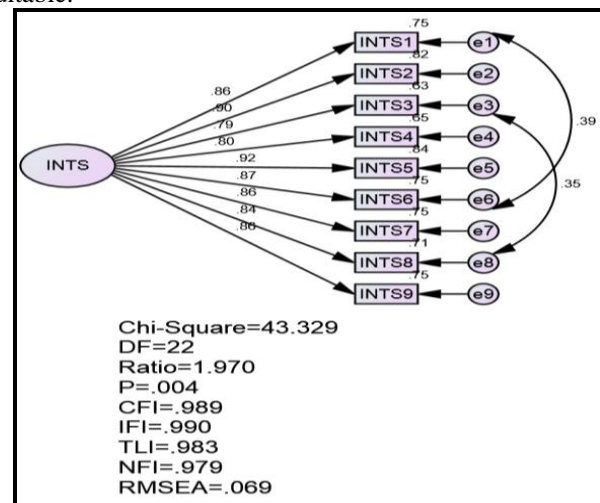 .75
INTS1 e1
.82
.86 INTS2 e2
.63
.90 INTS3 e3
.79 .65
.80 INTS4 e4
.84
.92 INTS5 e5
INTS .87 .75
.86 INTS6 e6
.75
.84 INTS7 e7
.86 .71
INTS8 e8
.75
INTS9 e9
.39
.35
Chi-Square=43.329
DF=22
Ratio=1.970
P=.004
CFI=.989
IFI=.990
TLI=.983
NFI=.979
RMSEA=.069